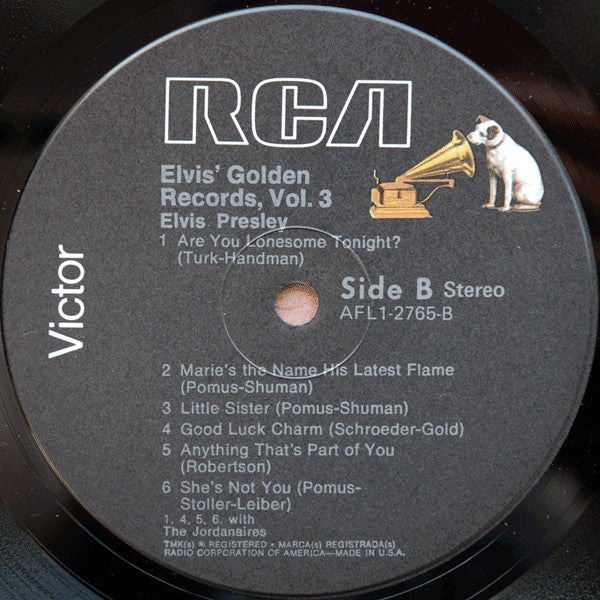 RCA
Elvis' Golden
Records, Vol. 3
Elvis Presley
1 Are You Lonesome Tonight?
(Turk-Handman)
Victor
Side B Stereo
AFL1-2765-B
2 Marie's the Name His Latest Flame
(Pomus-Shuman)
3 Little Sister (Pomus-Shuman)
4 Good Luck Charm (Schroeder-Gold)
5 Anything That's Part of You
(Robertson)
6 She's Not You (Pomus-
Stoller-Leiber)
1, 4, 5, 6. with
The Jordanaires
TMK(s) ® REGISTERED • MARCA(s) REGISTRADA(s)
RADIO CORPORATION OF AMERICA—MADE IN U.S.A.